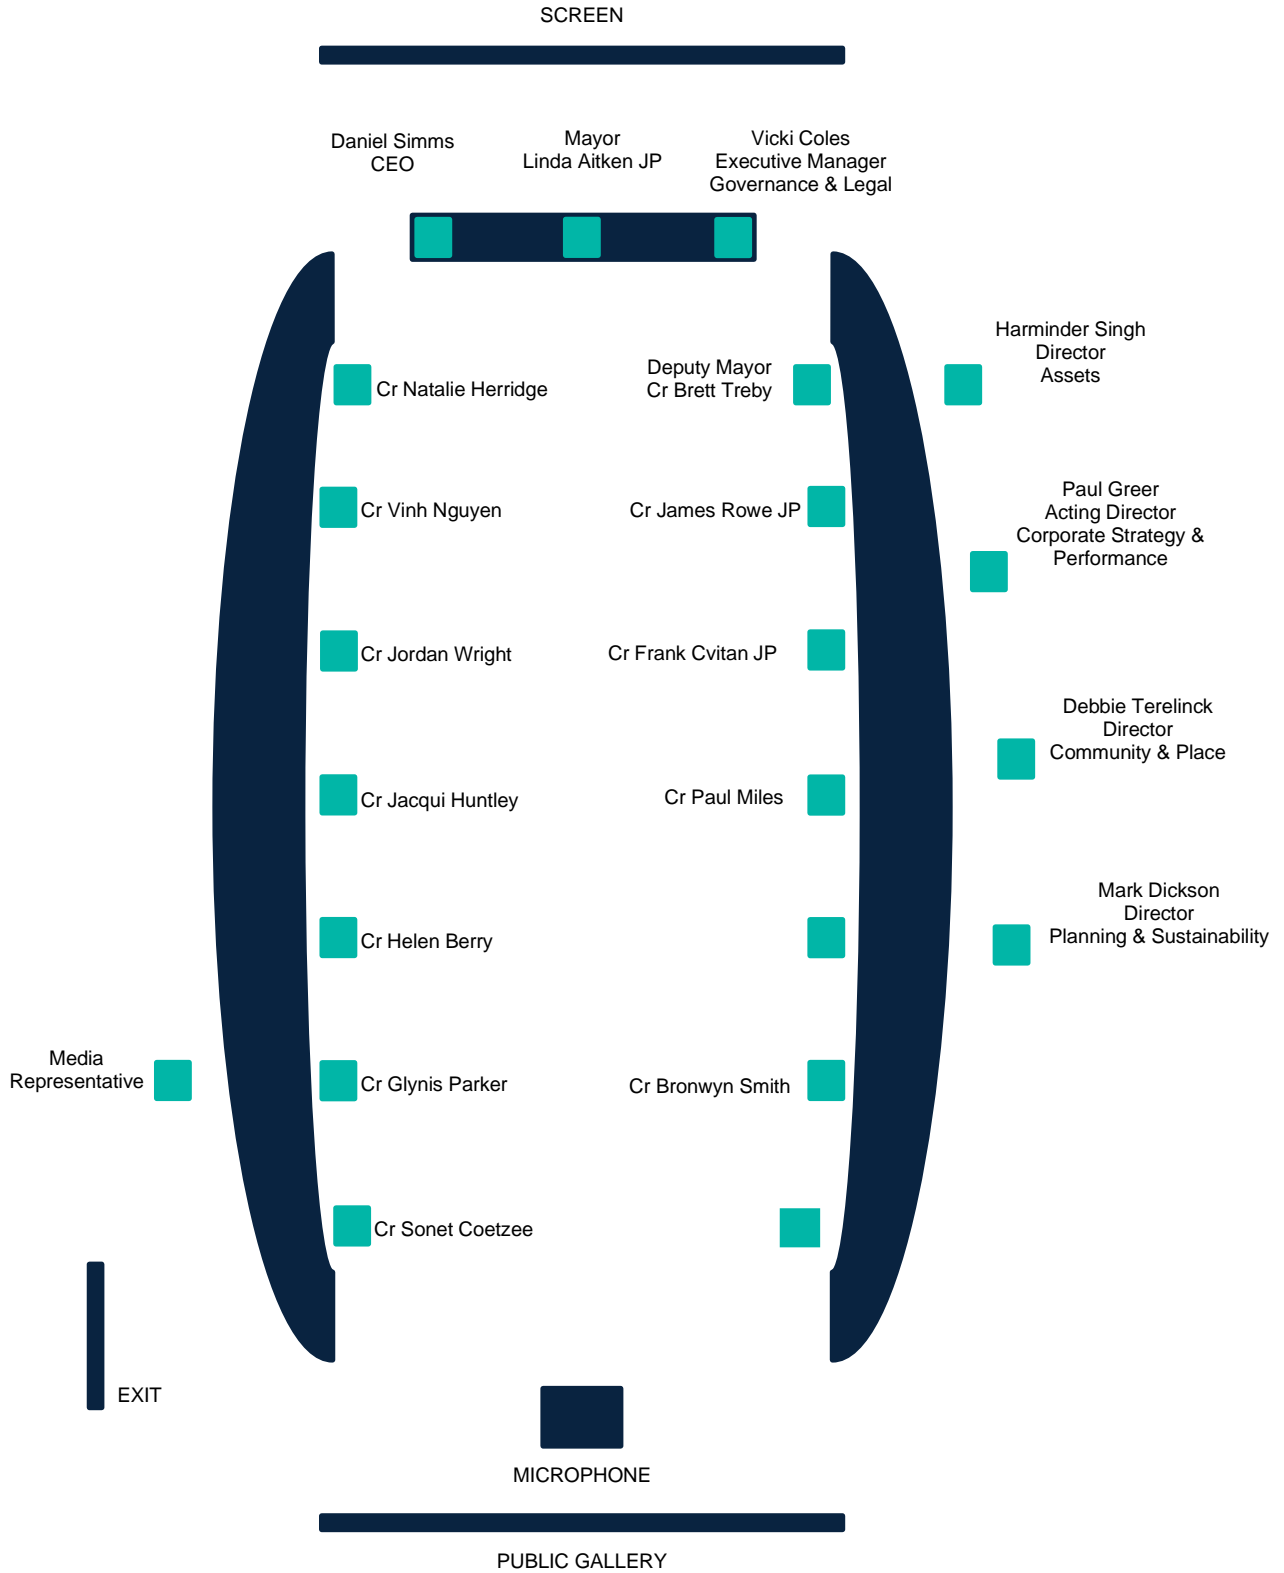 SCREEN
Daniel Simms
CEO
Mayor
Linda Aitken JP
Vicki Coles
Executive Manager
Governance & Legal
Harminder Singh
Director
Assets
Cr Natalie Herridge
Deputy Mayor
Cr Brett Treby
Paul Greer
Acting Director
Corporate Strategy &
Performance
Cr Vinh Nguyen
Cr James Rowe JP
Cr Jordan Wright
Cr Frank Cvitan JP
Debbie Terelinck
Director
Community & Place
Cr Jacqui Huntley
Cr Paul Miles
Mark Dickson
Director
Planning & Sustainability
Cr Helen Berry
Media
Representative
Cr Glynis Parker
Cr Bronwyn Smith
Cr Sonet Coetzee
EXIT
MICROPHONE
PUBLIC GALLERY